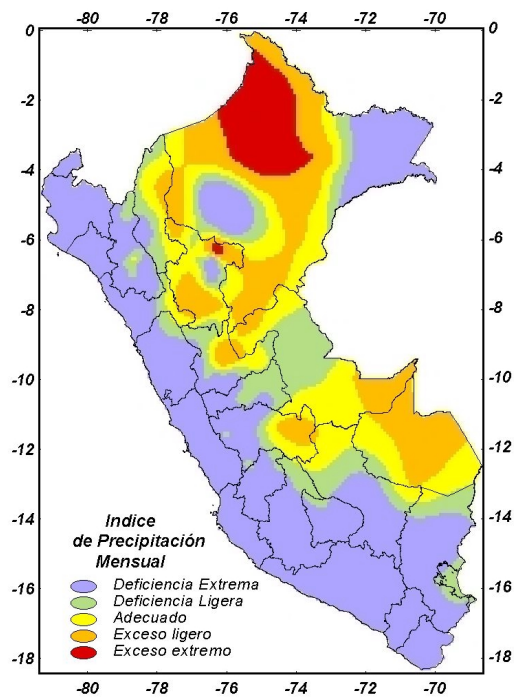 -80 -78 -76 -74 -72 -70
0 0
-2 -2
-4 -4
-6 -6
-8 -8
-10 -10
-12 -12
-14 -14
-16 -16
-18 -18
Indice
de Precipitación
Mensual
Deficiencia Extrema
Deficiencia Ligera
Adecuado
Exceso ligero
Exceso extremo
-80 -78 -76 -74 -72 -70